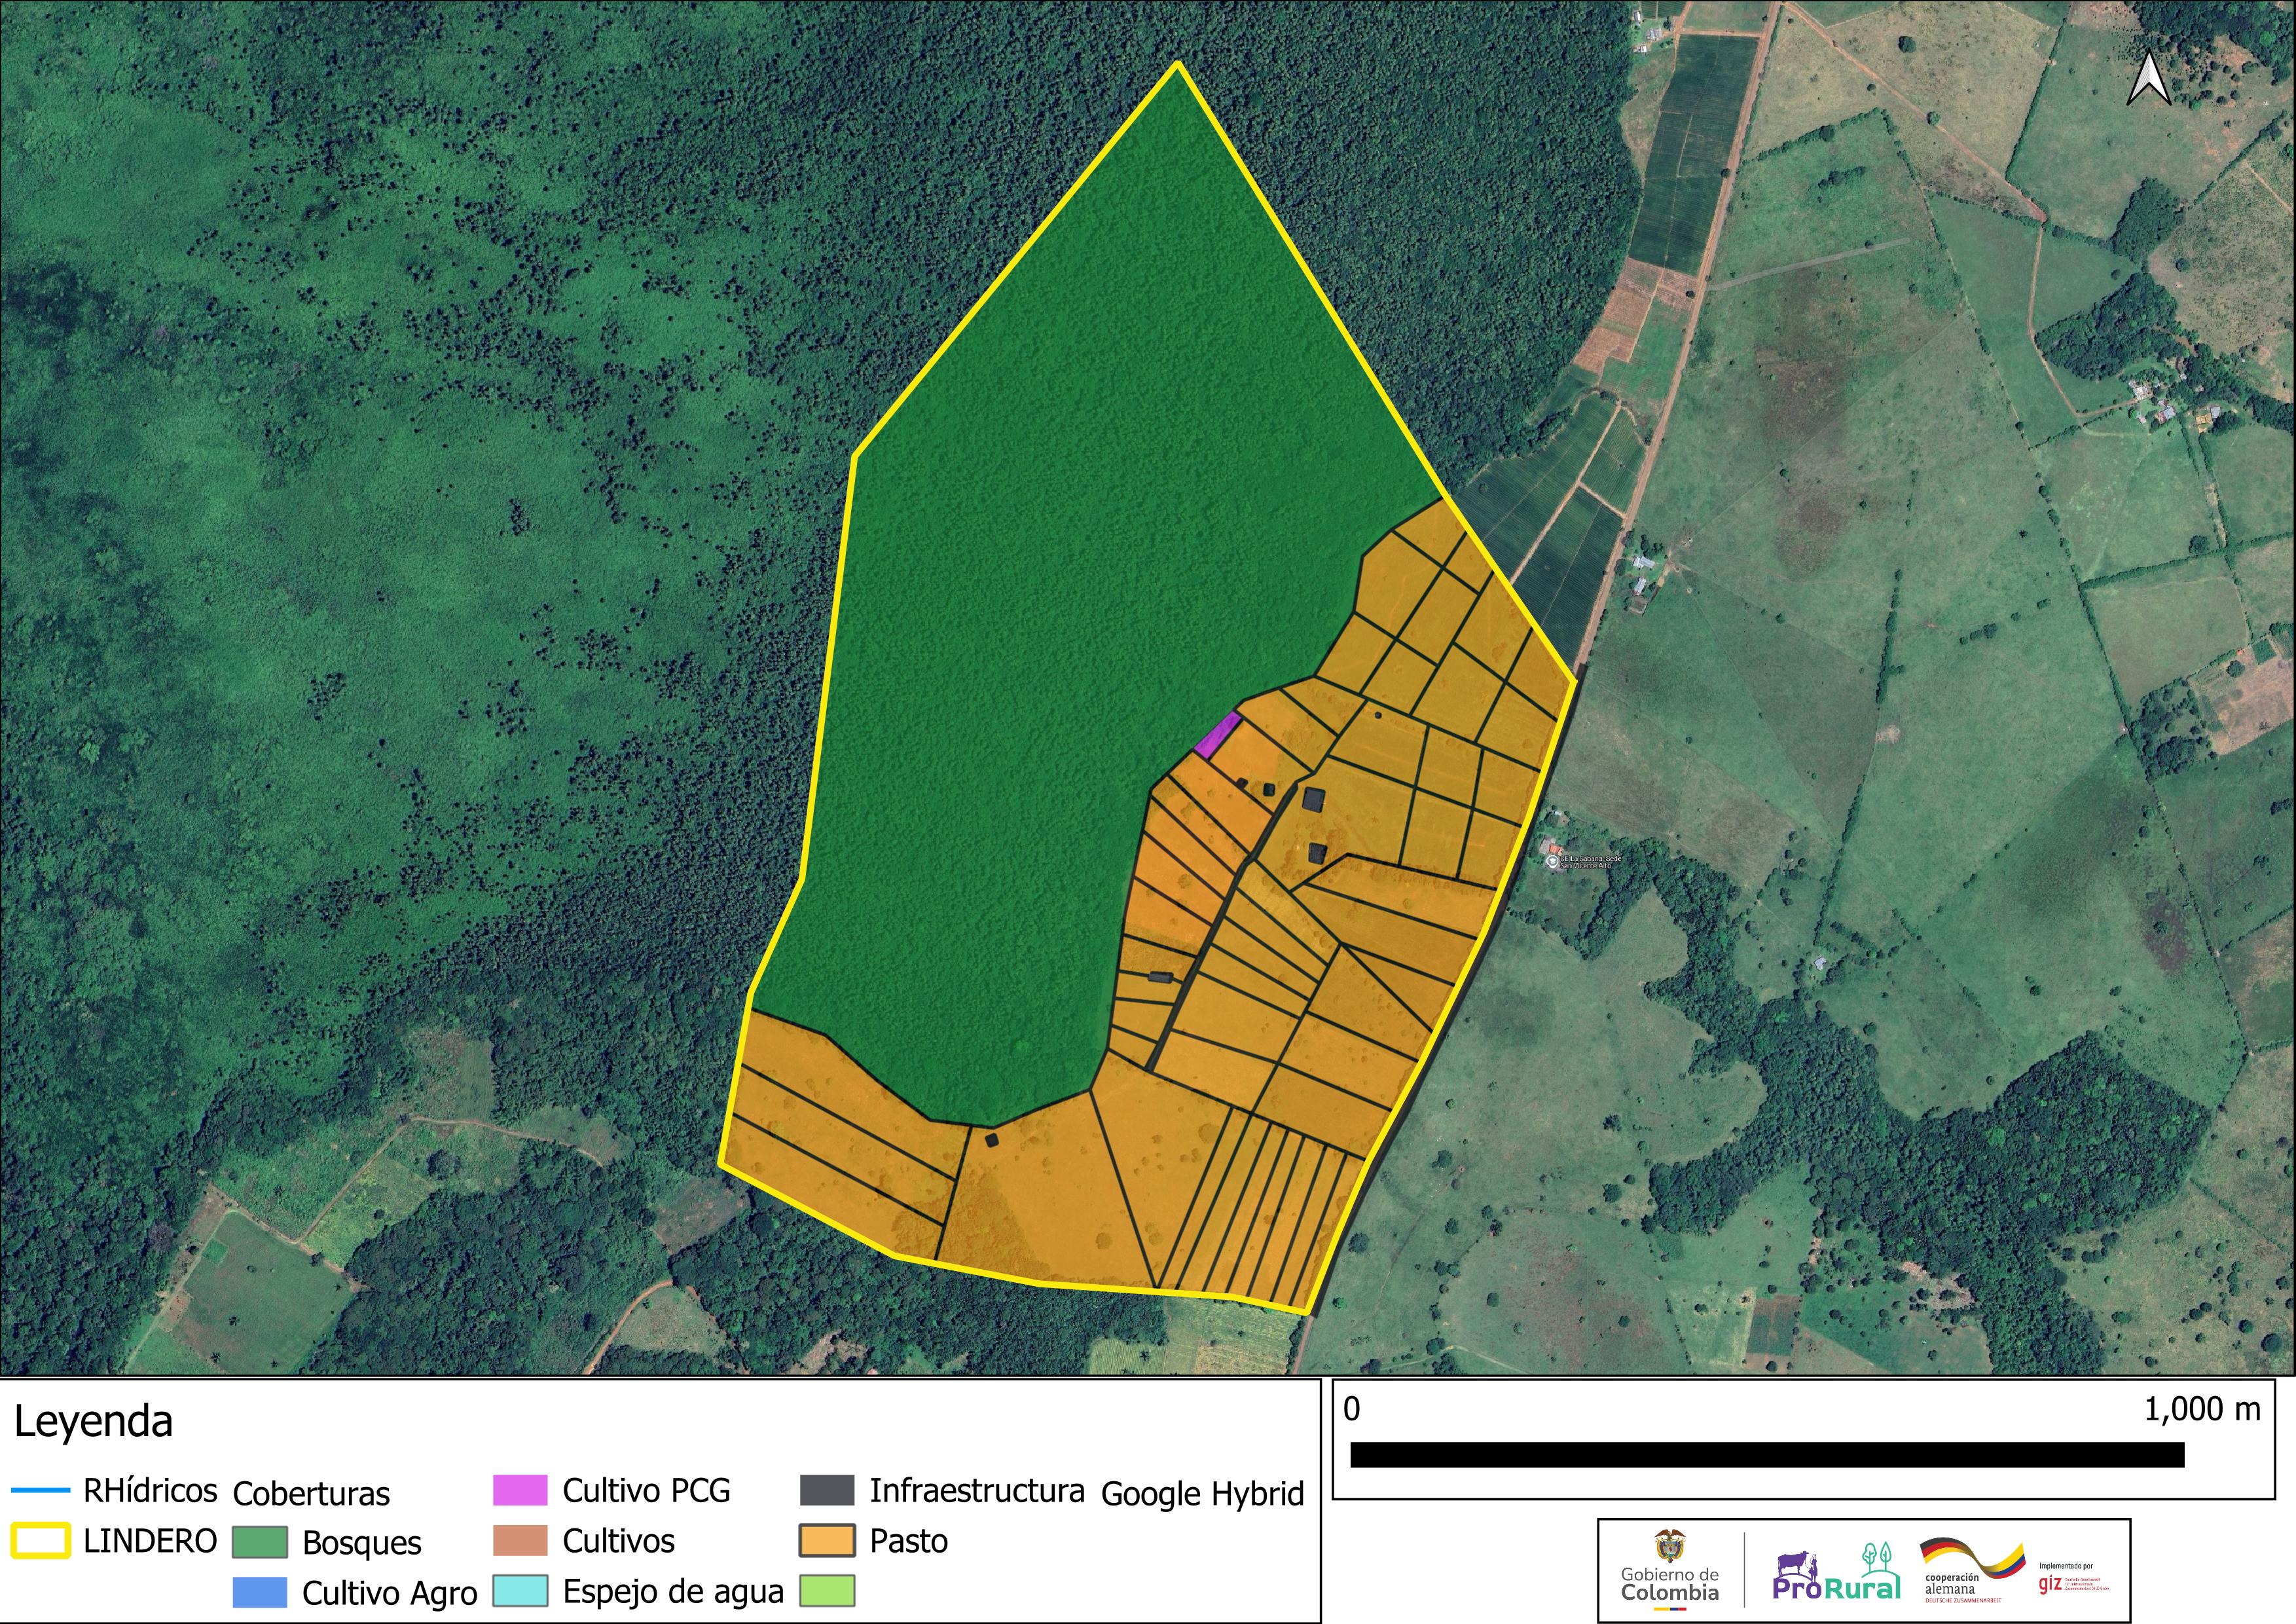 CE La Sabana, Sede
San Vicente Alto
Leyenda
RHídricos
LINDERO
Coberturas
Bosques
Cultivo Agro
Cultivo PCG
Cultivos
Espejo de agua
Infraestructura
Pasto
Google Hybrid
0 1,000 m
Gobierno de
Colombia
ProRural
cooperación
alemana
DEUTSCHE ZUSAMMENARBEIT
Implementado por
giz